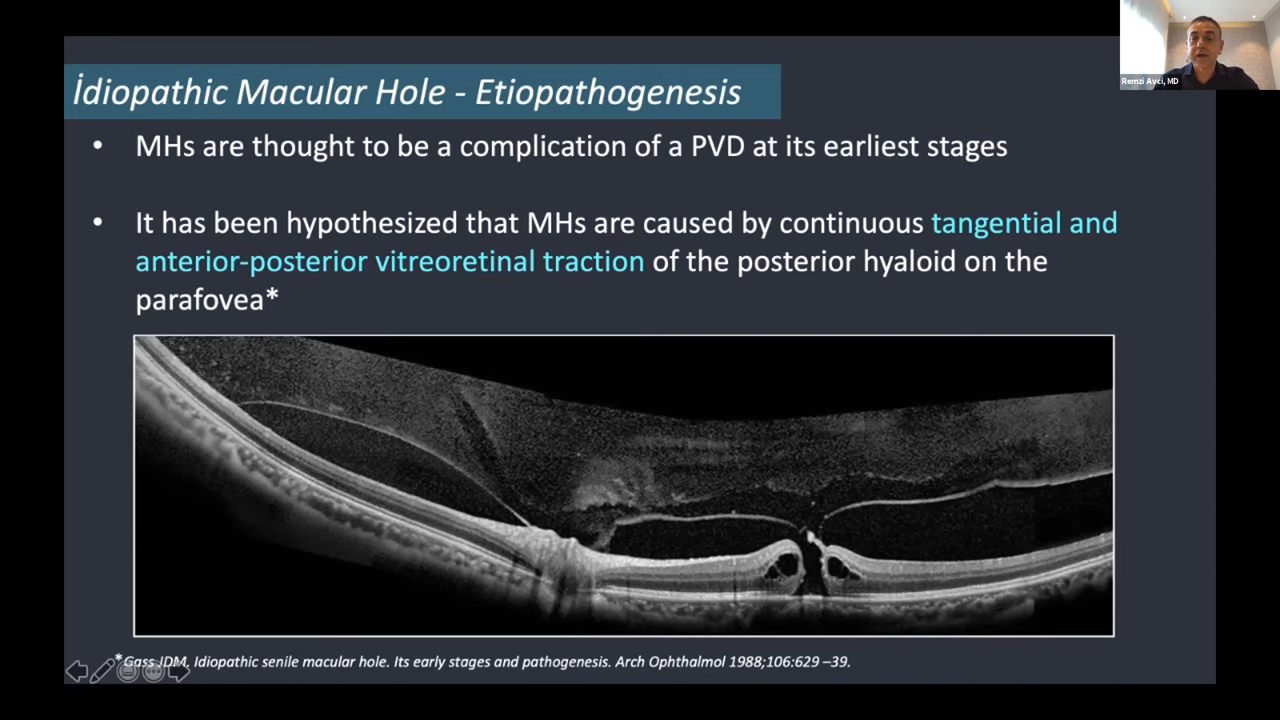 Remzi Avci, MD
İdiopathic Macular Hole - Etiopathogenesis
• MHs are thought to be a complication of a PVD at its earliest stages
• It has been hypothesized that MHs are caused by continuous tangential and
anterior-posterior vitreoretinal traction of the posterior hyaloid on the
parafovea*
*Gass JDM. Idiopathic senile macular hole. Its early stages and pathogenesis. Arch Ophthalmol 1988;106:629 –39.